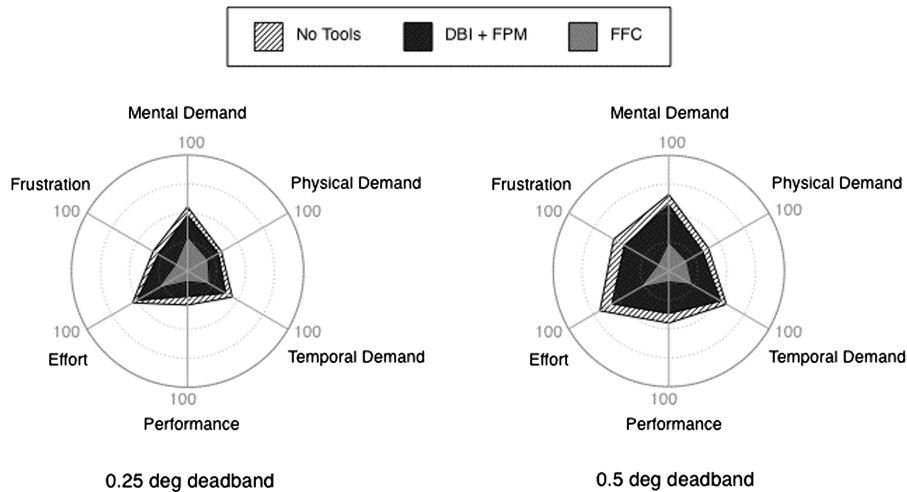 No Tools DBI + FPM FFC
Mental Demand Mental Demand
100 100
Frustration Physical Demand Frustration Physical Demand
100 100 100 100
100 100 100 100
Effort Temporal Demand Effort Temporal Demand
100 100
Performance Performance
0.25 deg deadband 0.5 deg deadband